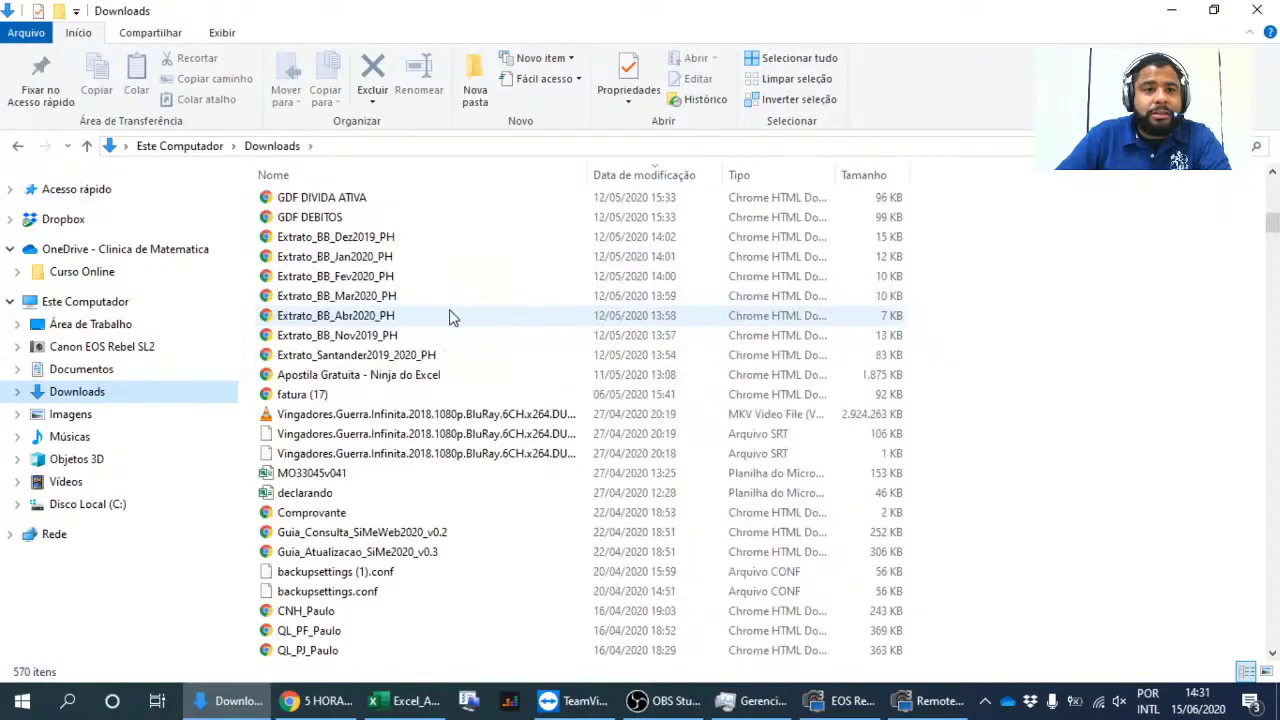 Downloads
Arquivo Início Compartilhar Exibir
Fixar no Acesso rápido
Copiar
Colar
Recortar
Copiar caminho
Colar atalho
Área de Transferência
Mover para
Copiar para
Excluir
Renomear
Organizar
Nova pasta
Novo item
Fácil acesso
Novo
Propriedades
Abrir
Editar
Histórico
Abrir
Selecionar tudo
Limpar seleção
Inverter seleção
Selecionar
Este Computador > Downloads >
Acesso rápido
Dropbox
OneDrive - Clinica de Matematica
Curso Online
Este Computador
Área de Trabalho
Canon EOS Rebel SL2
Documentos
Downloads
Imagens
Músicas
Objetos 3D
Vídeos
Disco Local (C:)
Rede
Nome Data de modificação Tipo Tamanho
GDF DIVIDA ATIVA 12/05/2020 15:33 Chrome HTML Do... 96 KB
GDF DEBITOS 12/05/2020 15:33 Chrome HTML Do... 99 KB
Extrato_BB_Dez2019_PH 12/05/2020 14:02 Chrome HTML Do... 15 KB
Extrato_BB_Jan2020_PH 12/05/2020 14:01 Chrome HTML Do... 12 KB
Extrato_BB_Fev2020_PH 12/05/2020 14:00 Chrome HTML Do... 10 KB
Extrato_BB_Mar2020_PH 12/05/2020 13:59 Chrome HTML Do... 10 KB
Extrato_BB_Abr2020_PH 12/05/2020 13:58 Chrome HTML Do... 7 KB
Extrato_BB_Nov2019_PH 12/05/2020 13:57 Chrome HTML Do... 13 KB
Extrato_Santander2019_2020_PH 12/05/2020 13:54 Chrome HTML Do... 83 KB
Apostila Gratuita - Ninja do Excel 11/05/2020 13:08 Chrome HTML Do... 1.875 KB
fatura (17) 06/05/2020 15:41 Chrome HTML Do... 92 KB
Vingadores.Guerra.Infinita.2018.1080p.BluRay.6CH.x264.DU... 27/04/2020 20:19 MKV Video File (V... 2.924.263 KB
Vingadores.Guerra.Infinita.2018.1080p.BluRay.6CH.x264.DU... 27/04/2020 20:19 Arquivo SRT 106 KB
Vingadores.Guerra.Infinita.2018.1080p.BluRay.6CH.x264.DU... 27/04/2020 20:18 Arquivo SRT 1 KB
MO33045v041 27/04/2020 13:25 Planilha do Micro... 153 KB
declarando 27/04/2020 12:28 Planilha do Micro... 46 KB
Comprovante 22/04/2020 18:53 Chrome HTML Do... 2 KB
Guia_Consulta_SiMeWeb2020_v0.2 22/04/2020 18:51 Chrome HTML Do... 252 KB
Guia_Atualizacao_SiMe2020_v0.3 22/04/2020 18:51 Chrome HTML Do... 306 KB
backupsettings (1).conf 20/04/2020 15:59 Arquivo CONF 56 KB
backupsettings.conf 20/04/2020 14:51 Arquivo CONF 56 KB
CNH_Paulo 16/04/2020 19:03 Chrome HTML Do... 243 KB
QL_PF_Paulo 16/04/2020 18:52 Chrome HTML Do... 369 KB
QL_PJ_Paulo 16/04/2020 18:29 Chrome HTML Do... 363 KB
570 itens
Downlo... 5 HORA... Excel_A... TeamVi... OBS Stu... Gerenci... EOS Re... Remote...
POR
INTL
14:31
15/06/2020
3